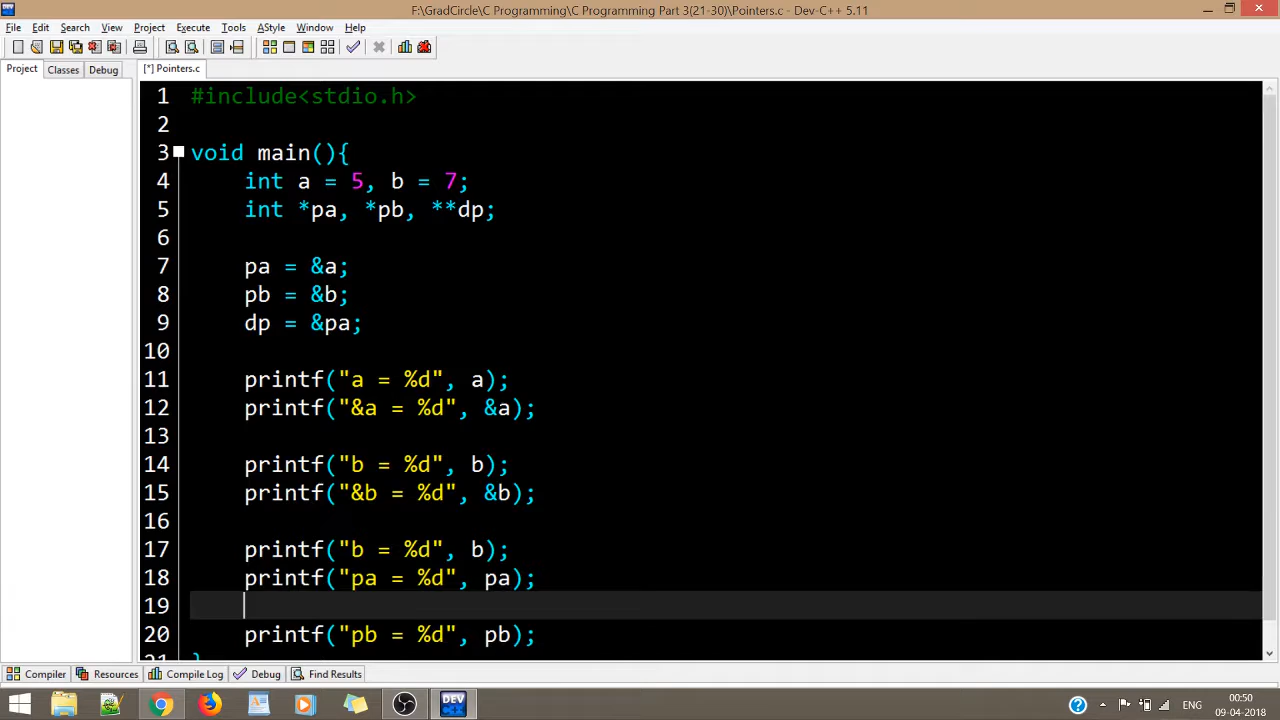 F:\GradCircle\C Programming\C Programming Part 3(21-30)\Pointers.c - Dev-C++ 5.11
File Edit Search View Project Execute Tools AStyle Window Help
Project Classes Debug [*] Pointers.c
1 #include<stdio.h>
2
3 void main(){
4 int a = 5, b = 7;
5 int *pa, *pb, **dp;
6
7 pa = &a;
8 pb = &b;
9 dp = &pa;
10
11 printf("a = %d", a);
12 printf("&a = %d", &a);
13
14 printf("b = %d", b);
15 printf("&b = %d", &b);
16
17 printf("b = %d", b);
18 printf("pa = %d", pa);
19
20 printf("pb = %d", pb);
21 }
Compiler Resources Compile Log Debug Find Results
DEV ENG 00:50
09-04-2018